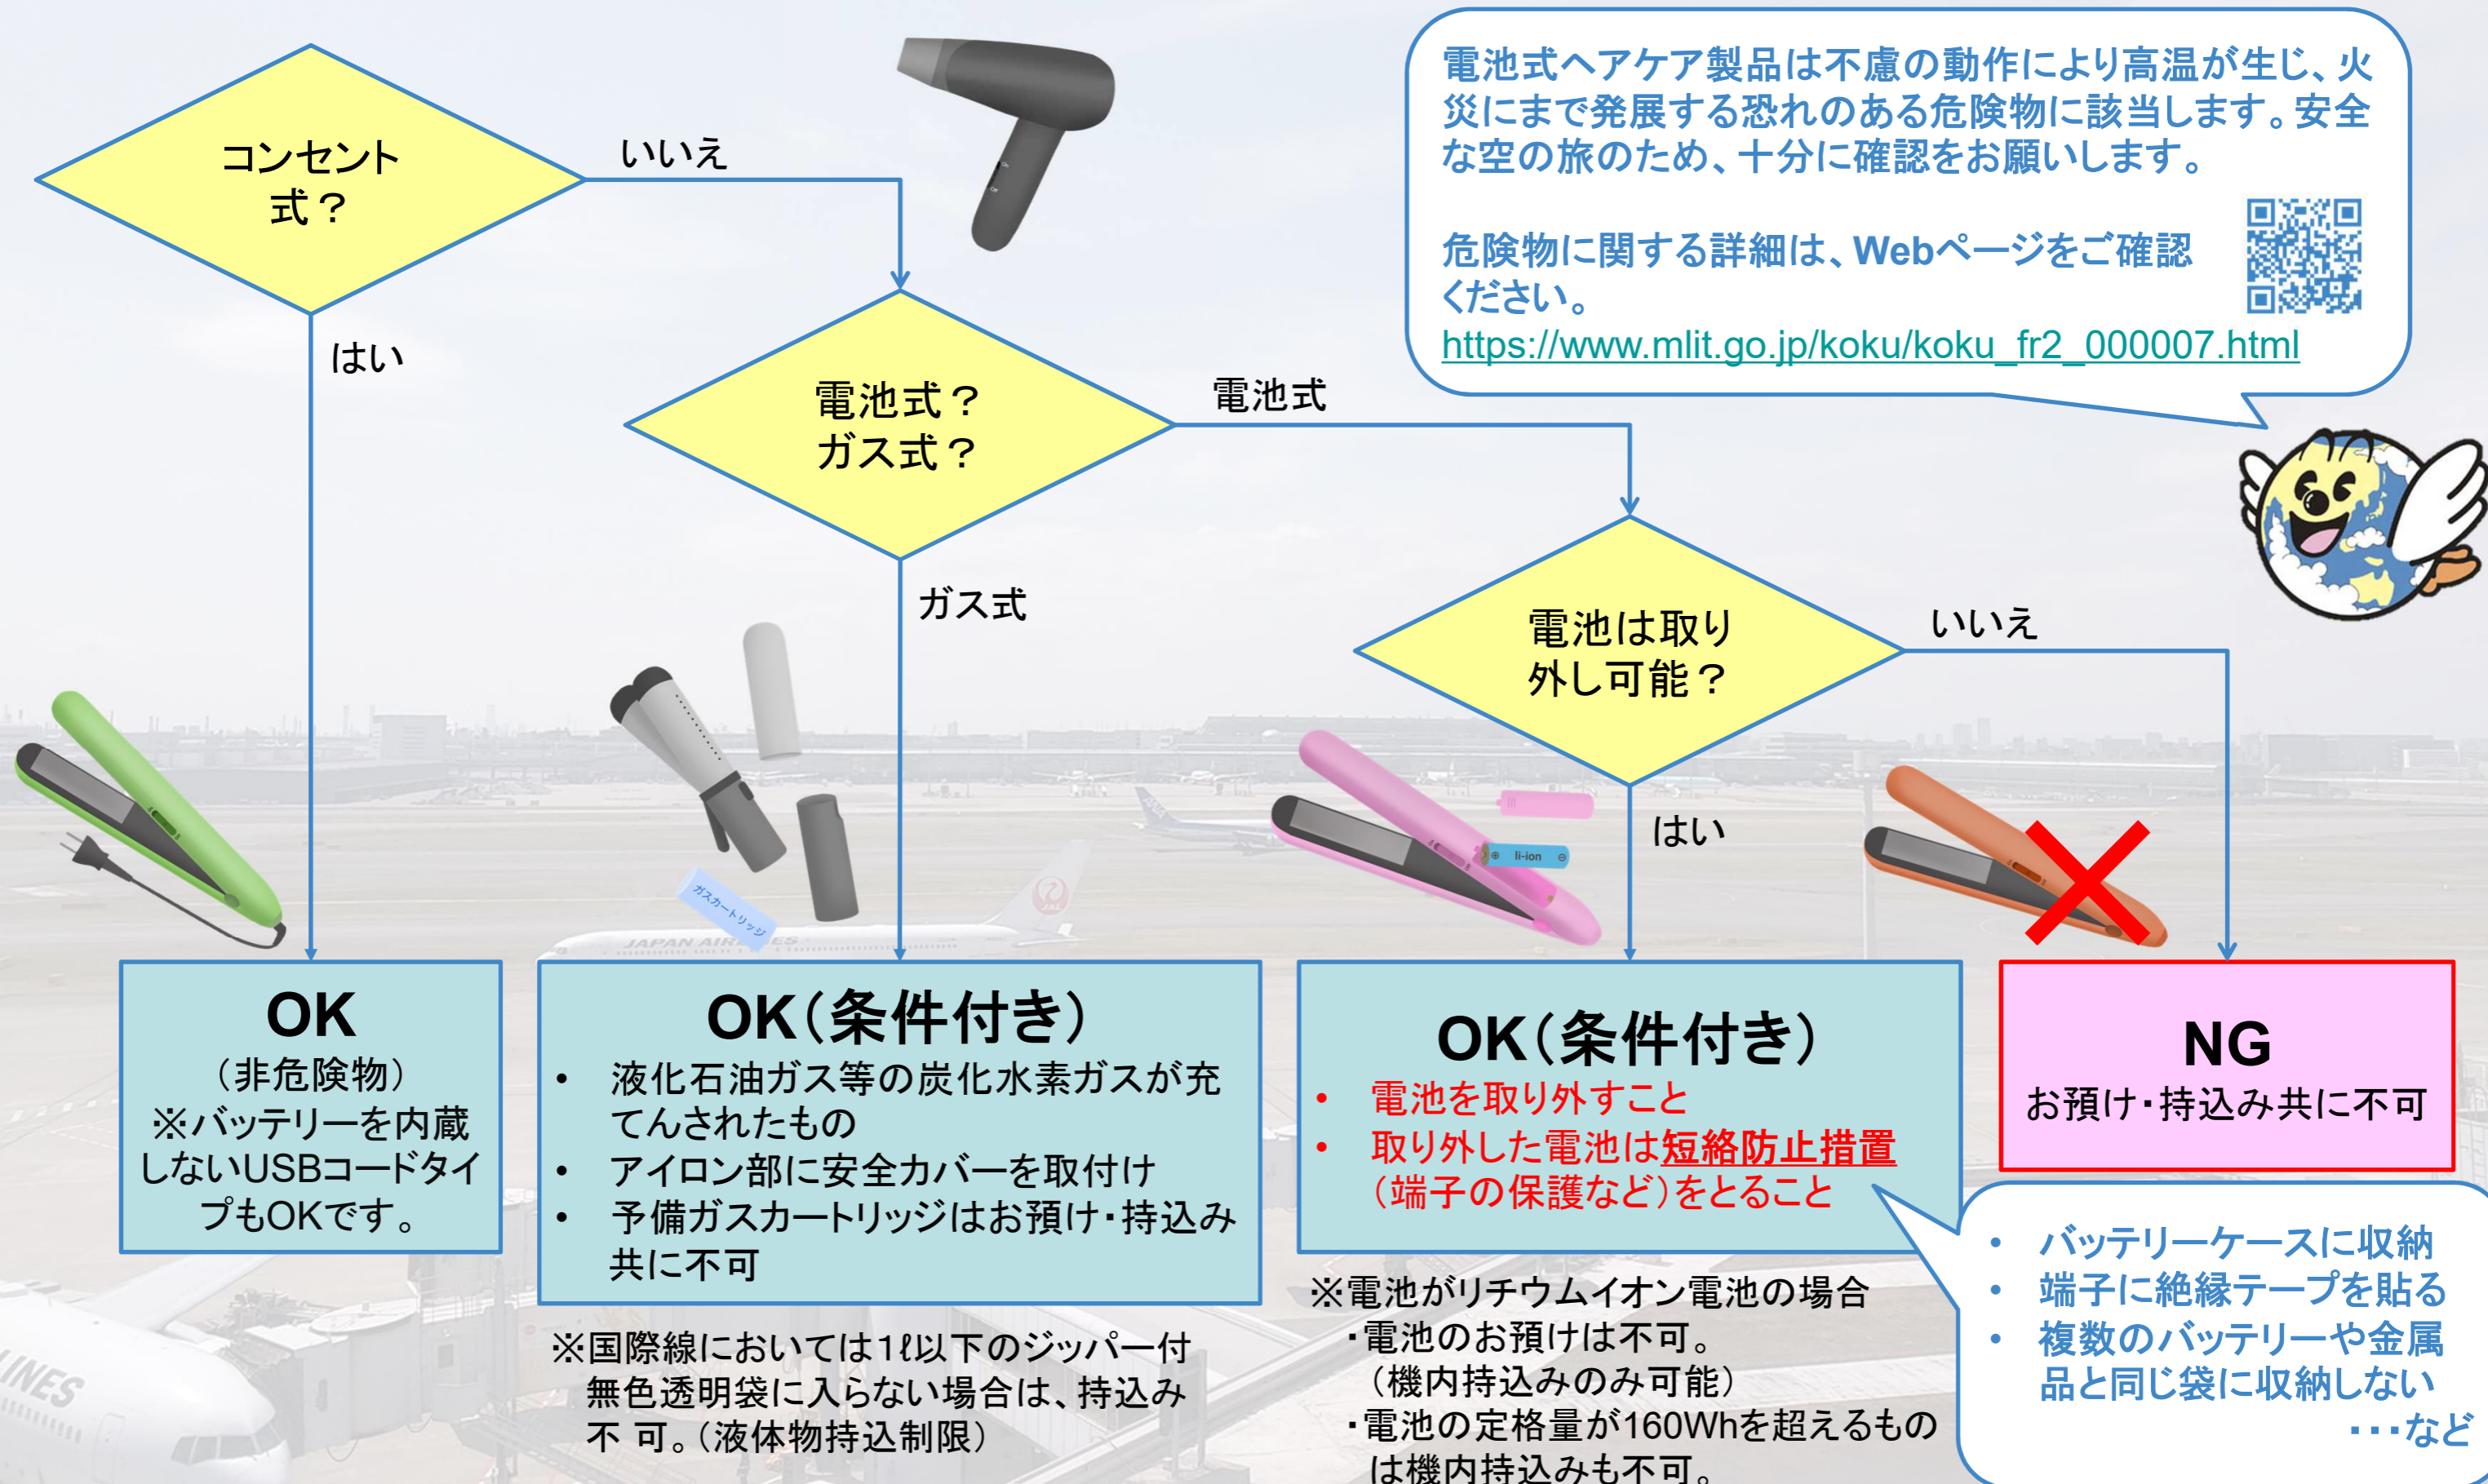 コンセント
式？
いいえ
はい
電池式ヘアケア製品は不慮の動作により高温が生じ、火
災にまで発展する恐れのある危険物に該当します。安全
な空の旅のため、十分に確認をお願いします。
危険物に関する詳細は、Webページをご確認
ください。
https://www.mlit.go.jp/koku/koku_fr2_000007.html
電池式？
ガス式？
電池式
ガス式
電池は取り
外し可能？
いいえ
はい
ガスカートリッジ
⊕ li-ion ⊖
JAPAN AIRLINES
JAL
ANA
OK
（非危険物）
※バッテリーを内蔵
しないUSBコードタイ
プもOKです。
OK（条件付き）
• 液化石油ガス等の炭化水素ガスが充
てんされたもの
• アイロン部に安全カバーを取付け
• 予備ガスカートリッジはお預け・持込み
共に不可
※国際線においては1ℓ以下のジッパー付
無色透明袋に入らない場合は、持込み
不 可。（液体物持込制限）
OK（条件付き）
• 電池を取り外すこと
• 取り外した電池は短絡防止措置
（端子の保護など）をとること
※電池がリチウムイオン電池の場合
・電池のお預けは不可。
（機内持込みのみ可能）
・電池の定格量が160Whを超えるもの
は機内持込みも不可。
NG
お預け・持込み共に不可
• バッテリーケースに収納
• 端子に絶縁テープを貼る
• 複数のバッテリーや金属
品と同じ袋に収納しない
・・・など
INES